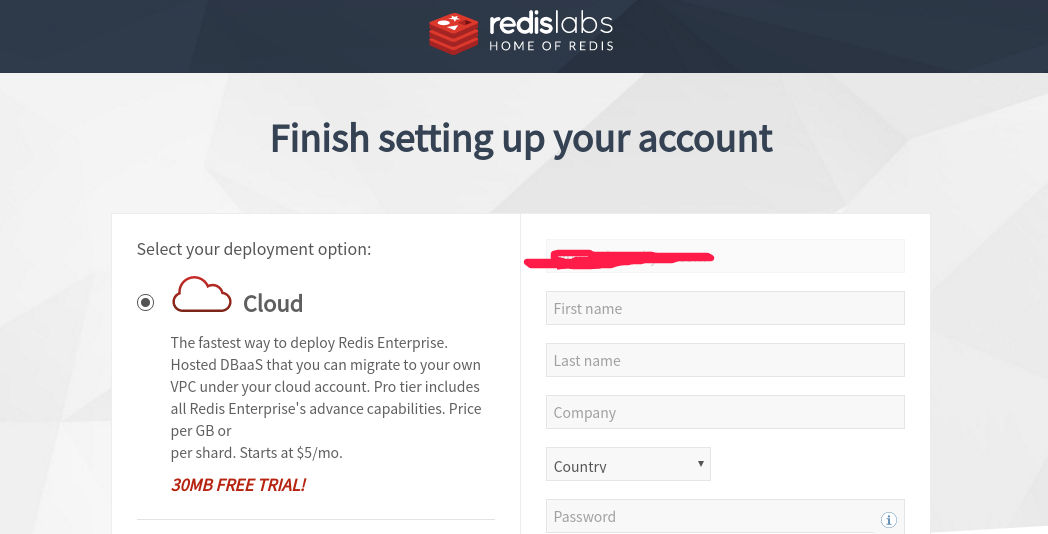 redislabs
HOME OF REDIS
Finish setting up your account
Select your deployment option:
Cloud
The fastest way to deploy Redis Enterprise.
Hosted DBaaS that you can migrate to your own
VPC under your cloud account. Pro tier includes
all Redis Enterprise's advance capabilities. Price
per GB or
per shard. Starts at $5/mo.
30MB FREE TRIAL!
First name
Last name
Company
Country
Password